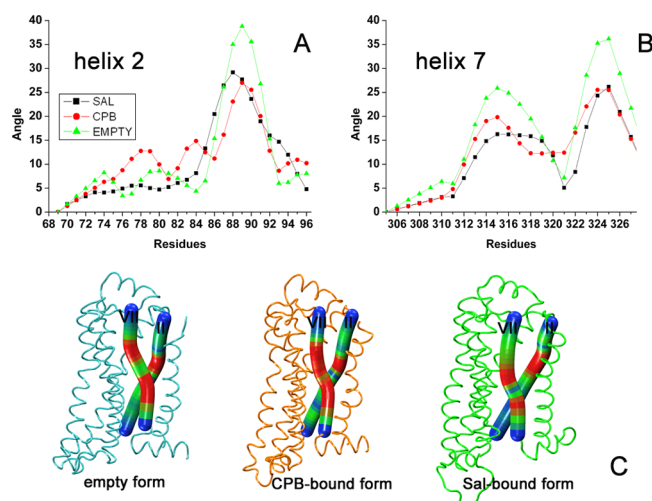 A
helix 2
SAL
CPB
EMPTY
Angle
40
35
30
25
20
15
10
5
0
68 70 72 74 76 78 80 82 84 86 88 90 92 94 96
Residues
B
helix 7
Angle
40
35
30
25
20
15
10
5
0
306 308 310 312 314 316 318 320 322 324 326
Residues
VII II
VII II
VII II
empty form
CPB-bound form
Sal-bound form
C